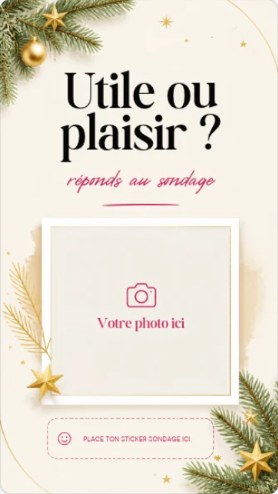 Utile ou
plaisir ?
réponds au sondage
Votre photo ici
PLACE TON STICKER SONDAGE ICI